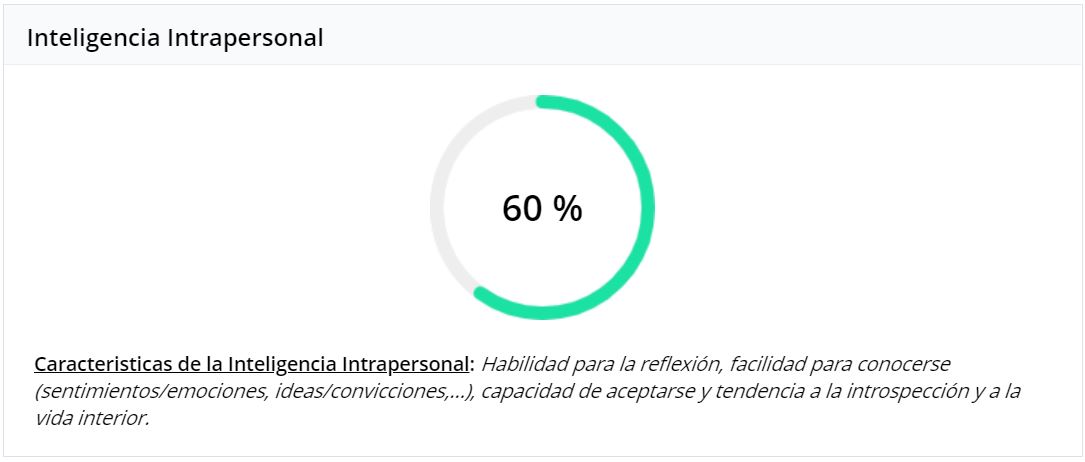 Inteligencia Intrapersonal
60 %
Caracteristicas de la Inteligencia Intrapersonal: Habilidad para la reflexión, facilidad para conocerse
(sentimientos/emociones, ideas/convicciones,...), capacidad de aceptarse y tendencia a la introspección y a la
vida interior.